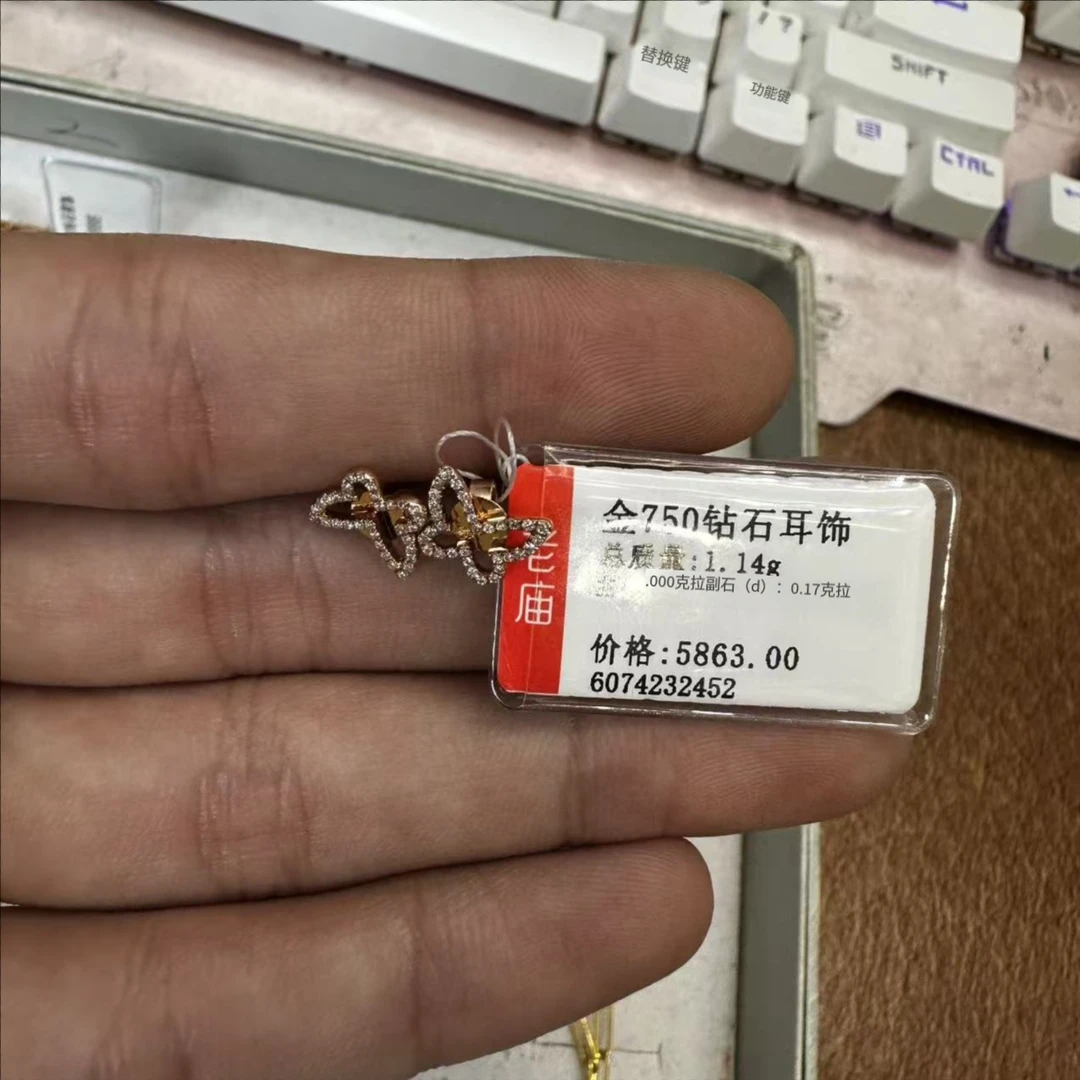 替换键
功能键
SHIFT
CTRL
金750钻石耳饰
总质量:1.14g
.000克拉副石（d）：0.17克拉
庙
价格:5863.00
6074232452